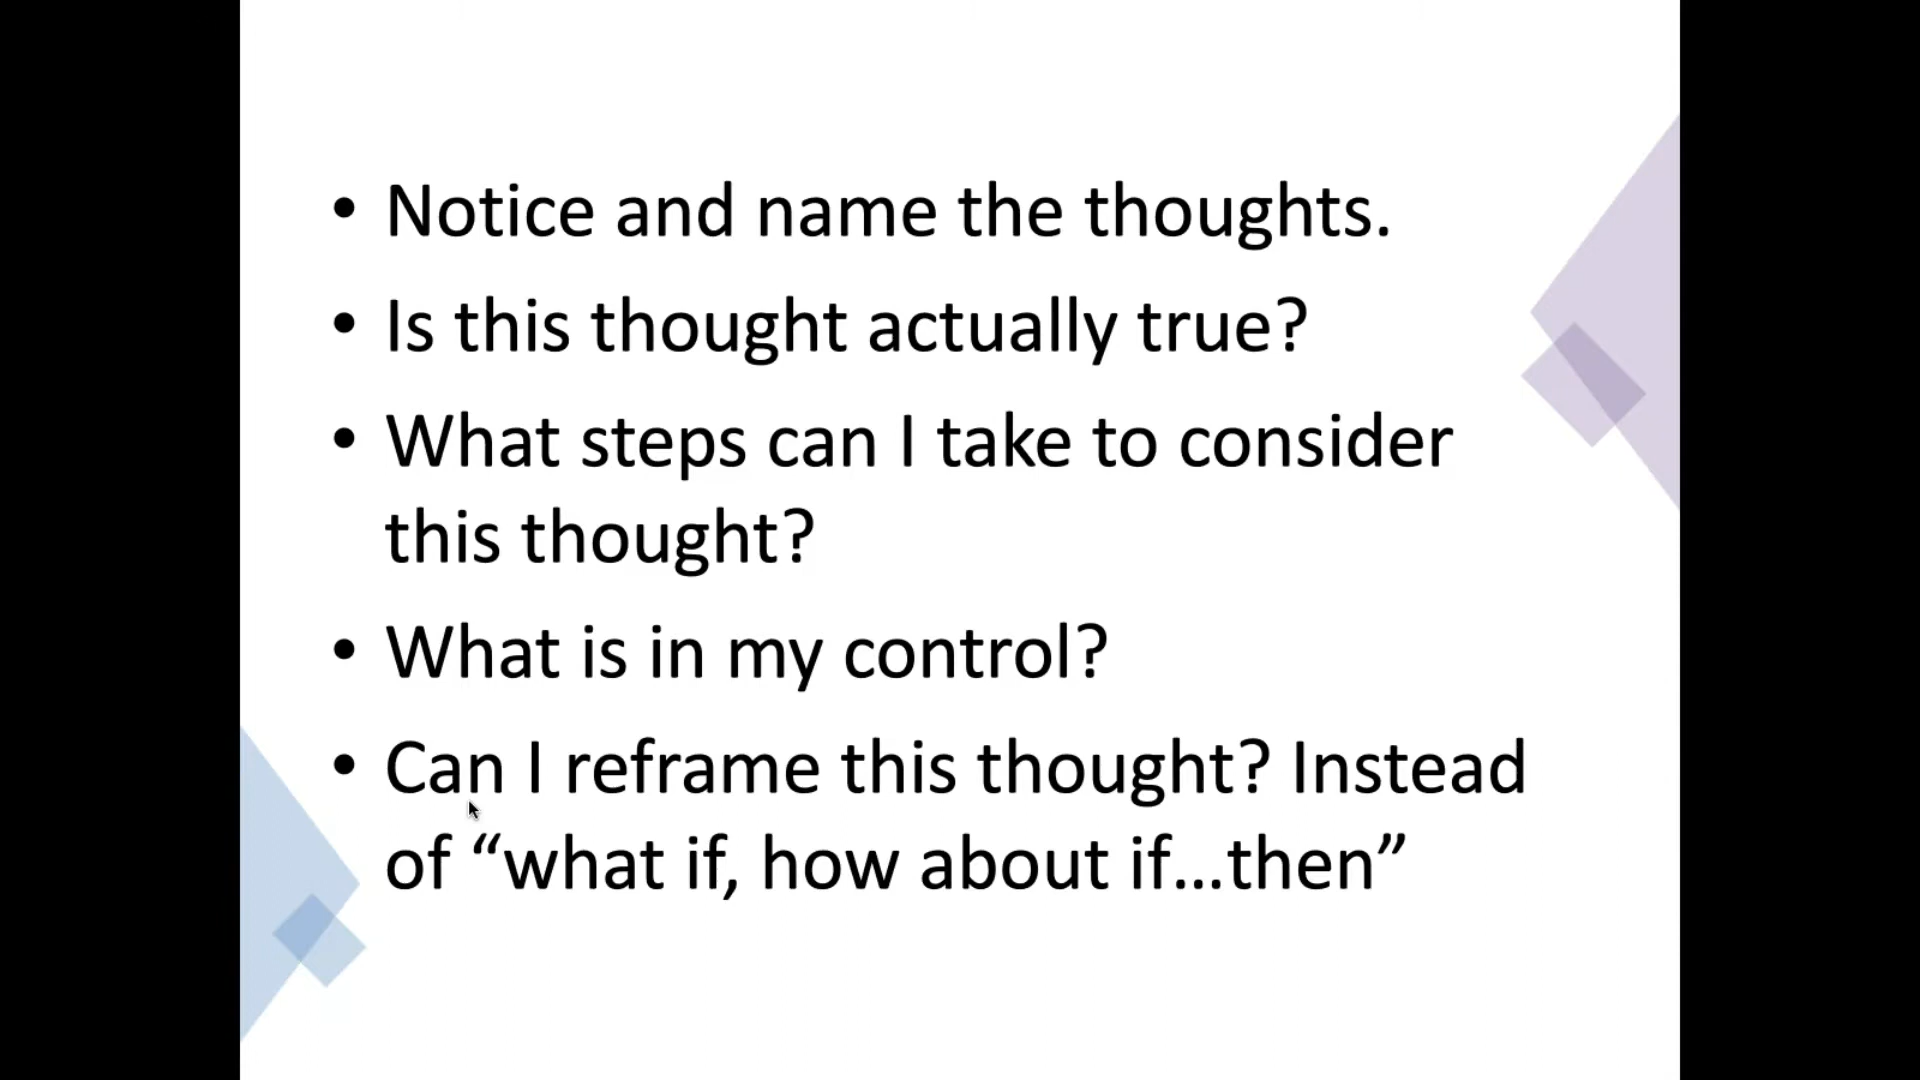 • Notice and name the thoughts.
• Is this thought actually true?
• What steps can I take to consider
this thought?
• What is in my control?
• Can I reframe this thought? Instead
of “what if, how about if...then”